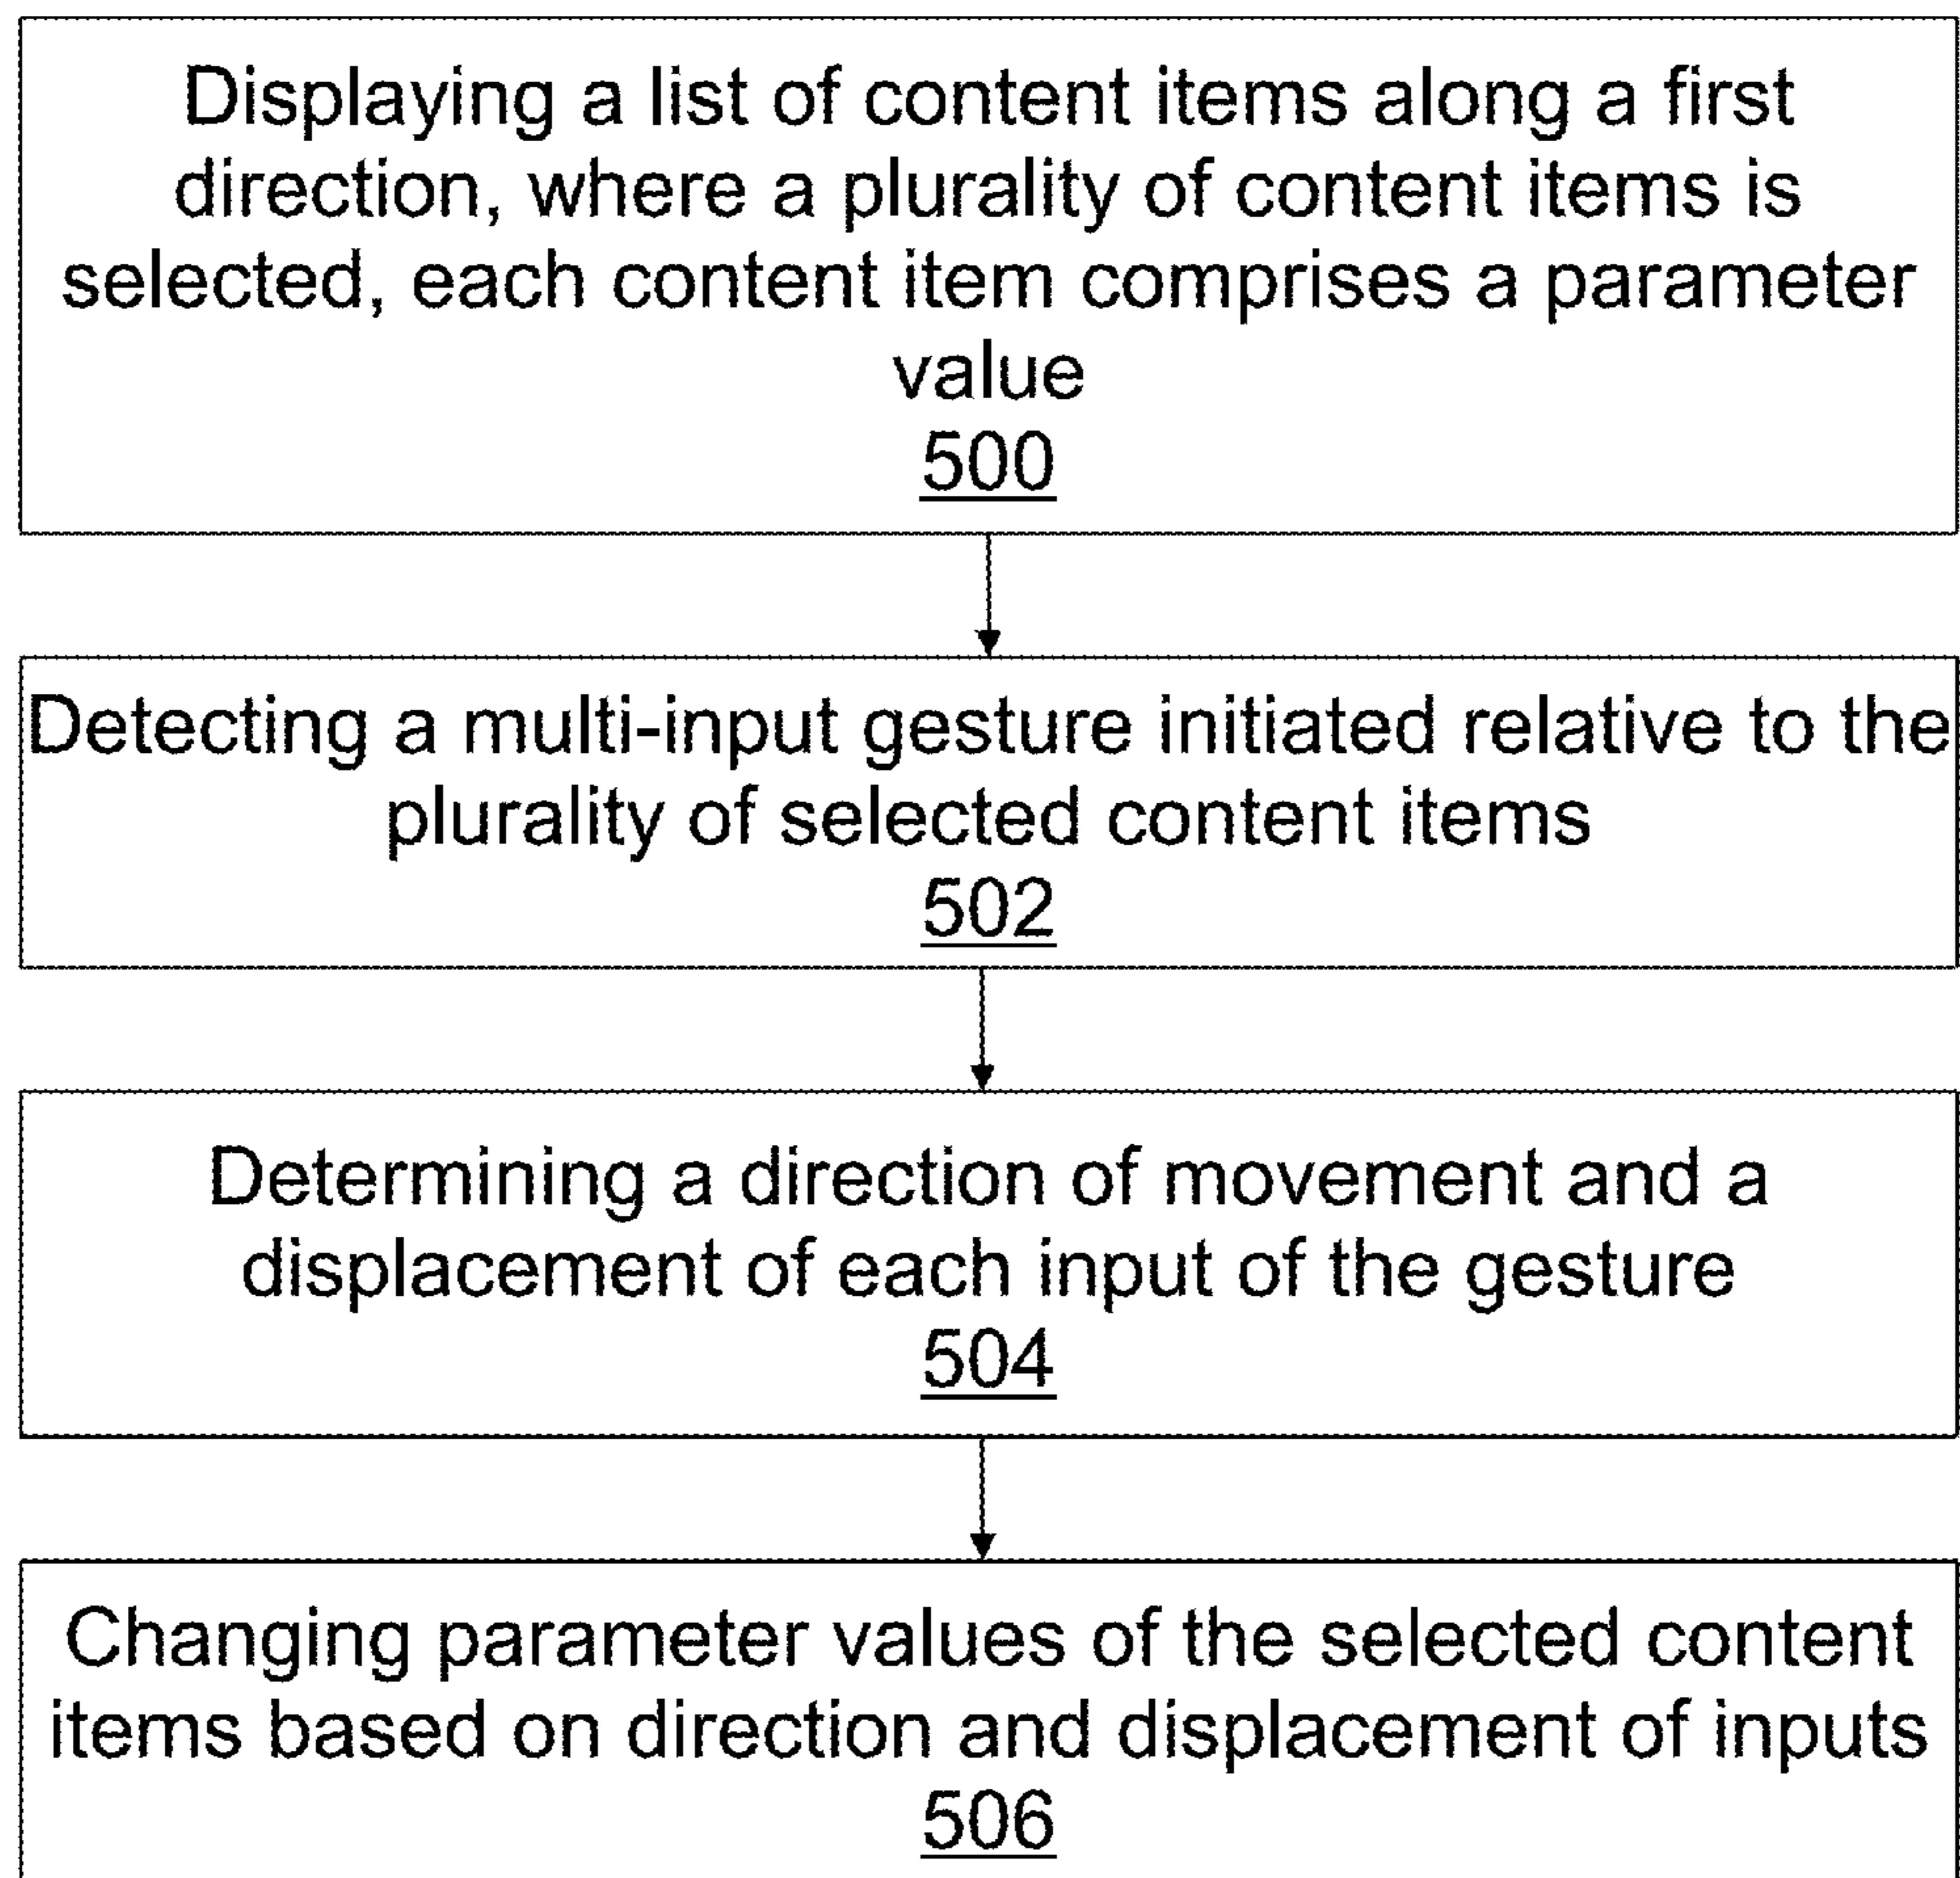 Displaying a list of content items along a first
direction, where a plurality of content items is
selected, each content item comprises a parameter
value
500
Detecting a multi-input gesture initiated relative to the
plurality of selected content items
502
Determining a direction of movement and a
displacement of each input of the gesture
504
Changing parameter values of the selected content
items based on direction and displacement of inputs
506